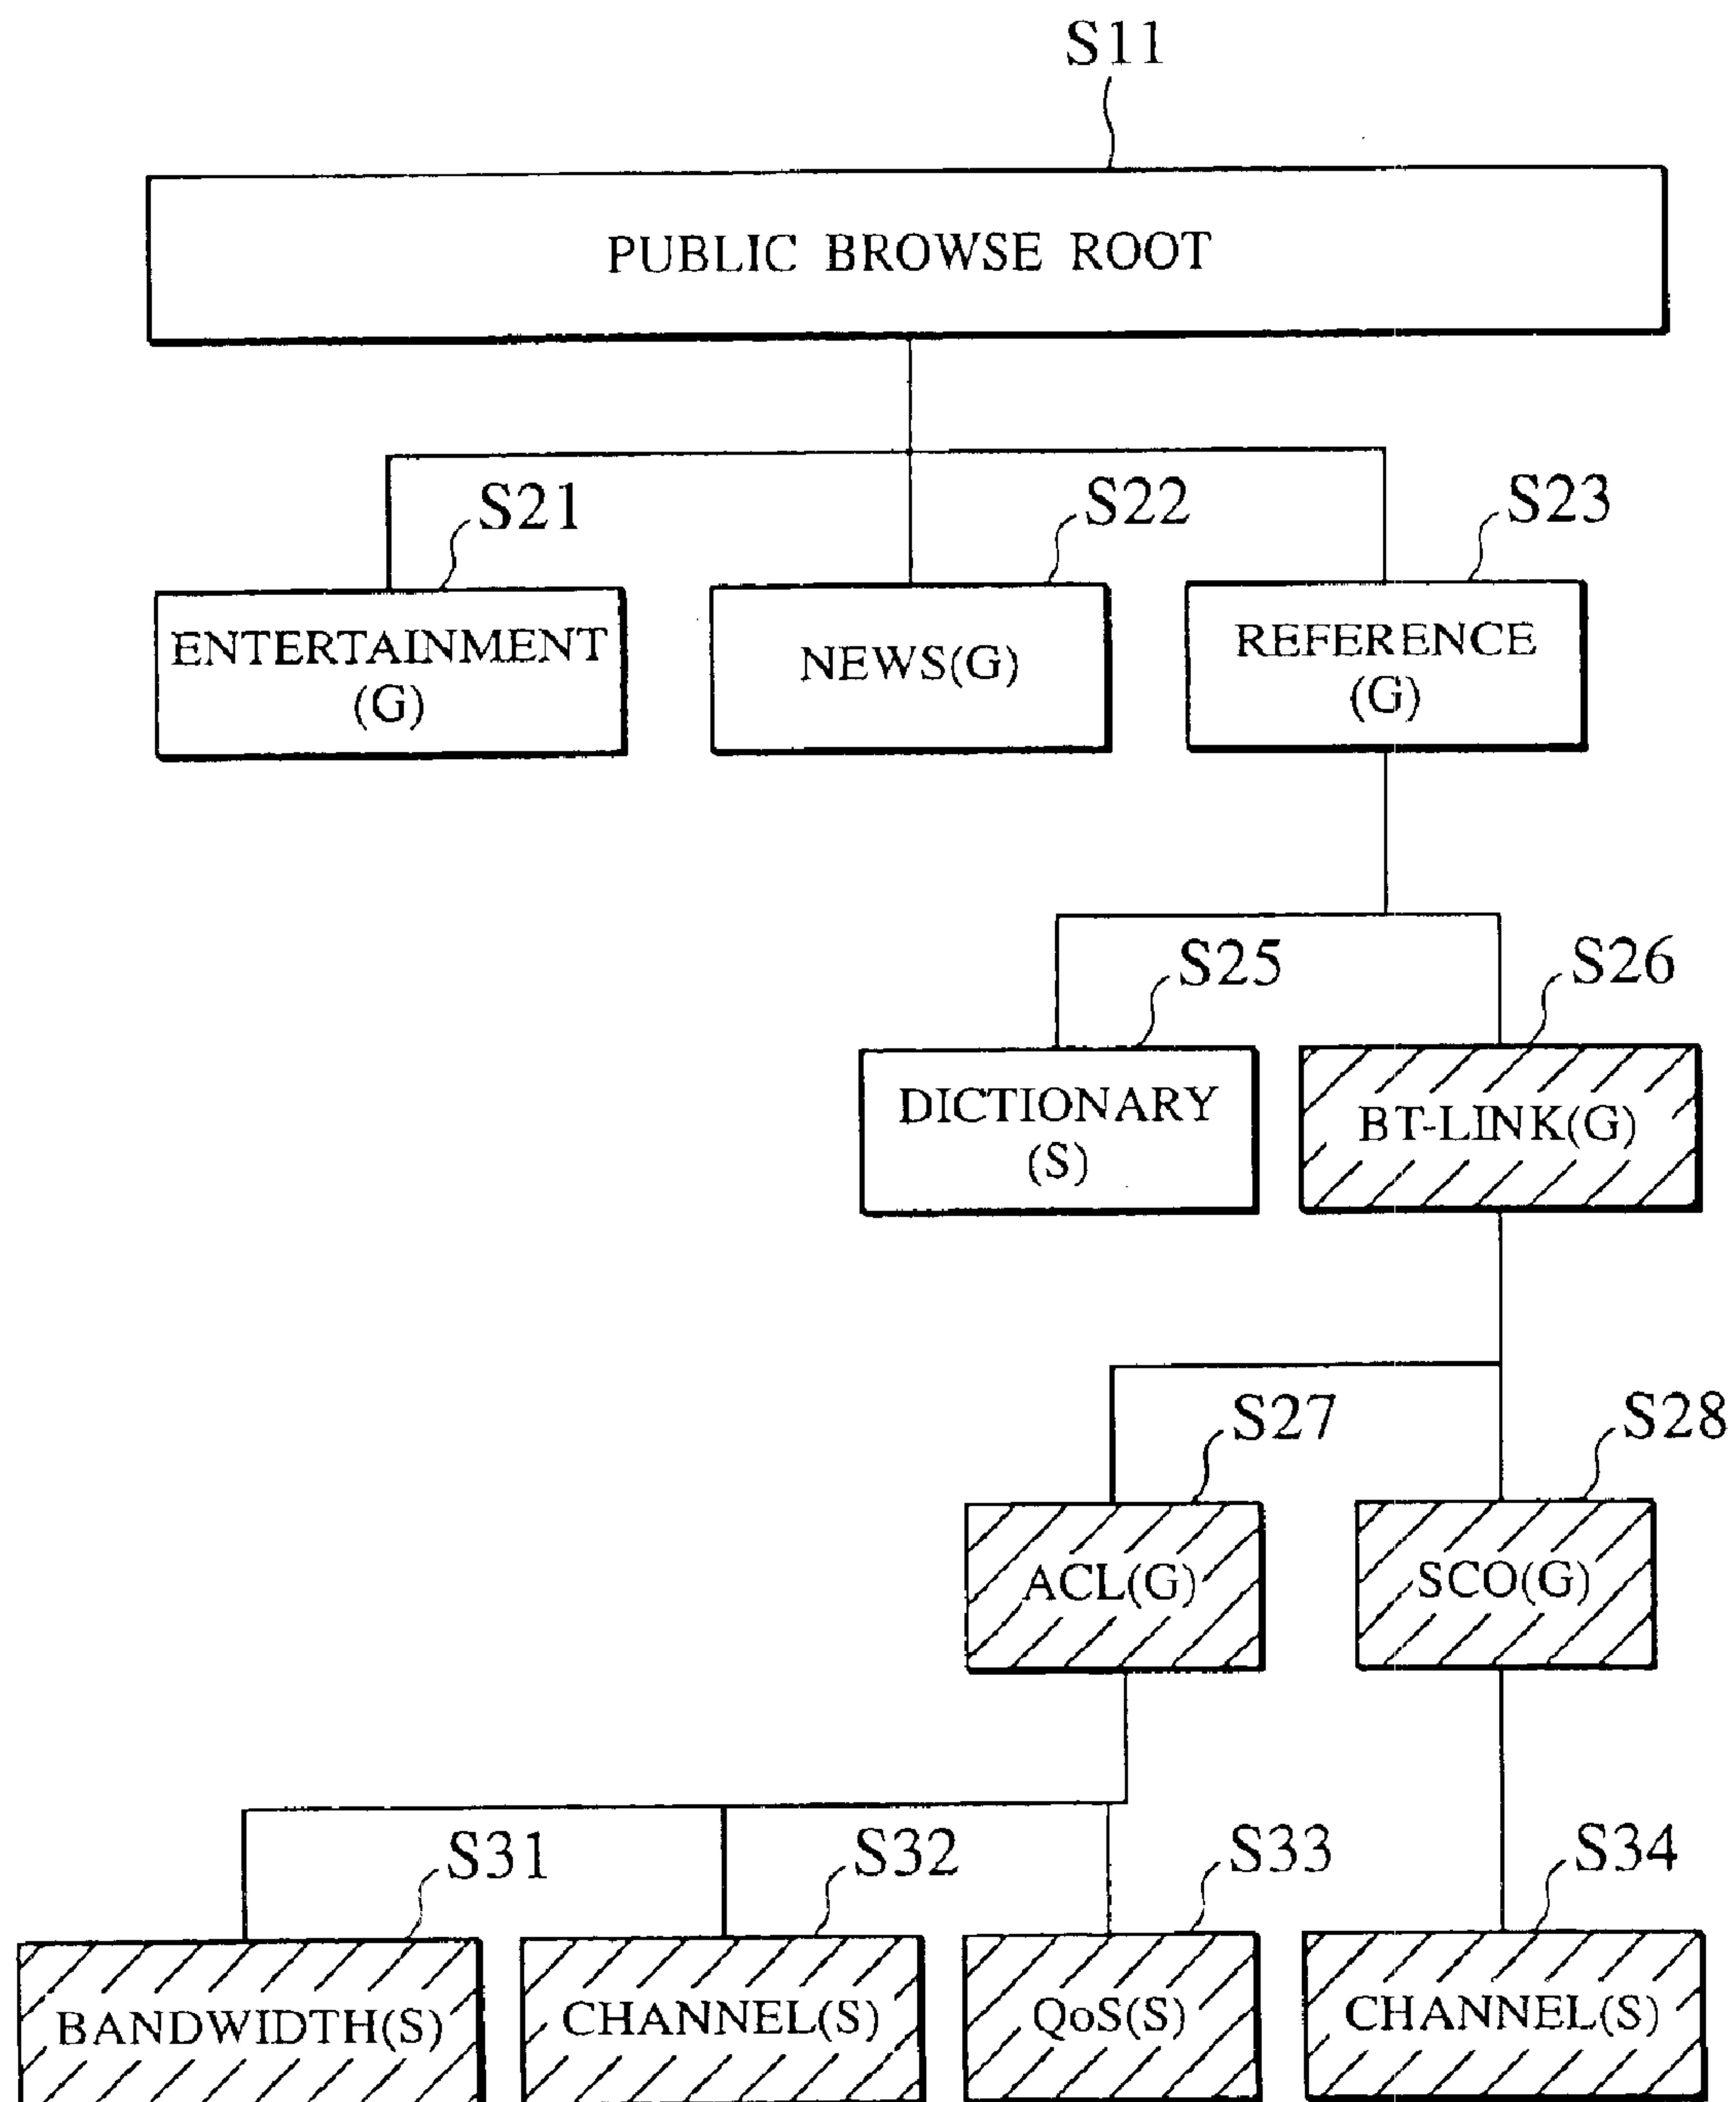 S11
PUBLIC BROWSE ROOT
S21
S22
S23
ENTERTAINMENT
(G)
NEWS(G)
REFERENCE
(G)
S25
S26
DICTIONARY
(S)
BT-LINK(G)
S27
S28
ACL(G)
SCO(G)
S31
S32
S33
S34
BANDWIDTH(S)
CHANNEL(S)
QoS(S)
CHANNEL(S)